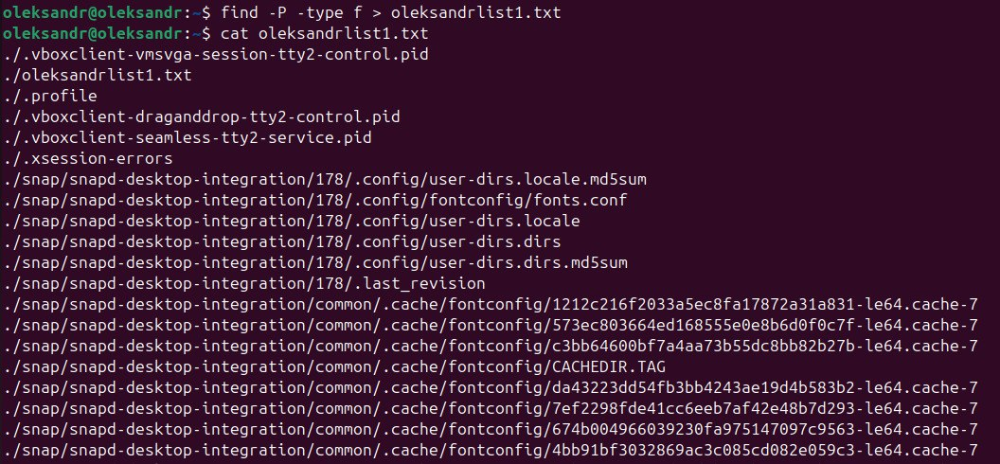 oleksandr@oleksandr:~$ find -P -type f > oleksandrlist1.txt
oleksandr@oleksandr:~$ cat oleksandrlist1.txt
./.vboxclient-vmsvga-session-tty2-control.pid
./oleksandrlist1.txt
./.profile
./.vboxclient-draganddrop-tty2-control.pid
./.vboxclient-seamless-tty2-service.pid
./.xsession-errors
./snap/snapd-desktop-integration/178/.config/user-dirs.locale.md5sum
./snap/snapd-desktop-integration/178/.config/fontconfig/fonts.conf
./snap/snapd-desktop-integration/178/.config/user-dirs.locale
./snap/snapd-desktop-integration/178/.config/user-dirs.dirs
./snap/snapd-desktop-integration/178/.config/user-dirs.dirs.md5sum
./snap/snapd-desktop-integration/178/.last_revision
./snap/snapd-desktop-integration/common/.cache/fontconfig/1212c216f2033a5ec8fa17872a31a831-le64.cache-7
./snap/snapd-desktop-integration/common/.cache/fontconfig/573ec803664ed168555e0e8b6d0f0c7f-le64.cache-7
./snap/snapd-desktop-integration/common/.cache/fontconfig/c3bb64600bf7a4aa73b55dc8bb82b27b-le64.cache-7
./snap/snapd-desktop-integration/common/.cache/fontconfig/CACHEDIR.TAG
./snap/snapd-desktop-integration/common/.cache/fontconfig/da43223dd54fb3bb4243ae19d4b583b2-le64.cache-7
./snap/snapd-desktop-integration/common/.cache/fontconfig/7ef2298fde41cc6eeb7af42e48b7d293-le64.cache-7
./snap/snapd-desktop-integration/common/.cache/fontconfig/674b004966039230fa975147097c9563-le64.cache-7
./snap/snapd-desktop-integration/common/.cache/fontconfig/4bb91bf3032869ac3c085cd082e059c3-le64.cache-7